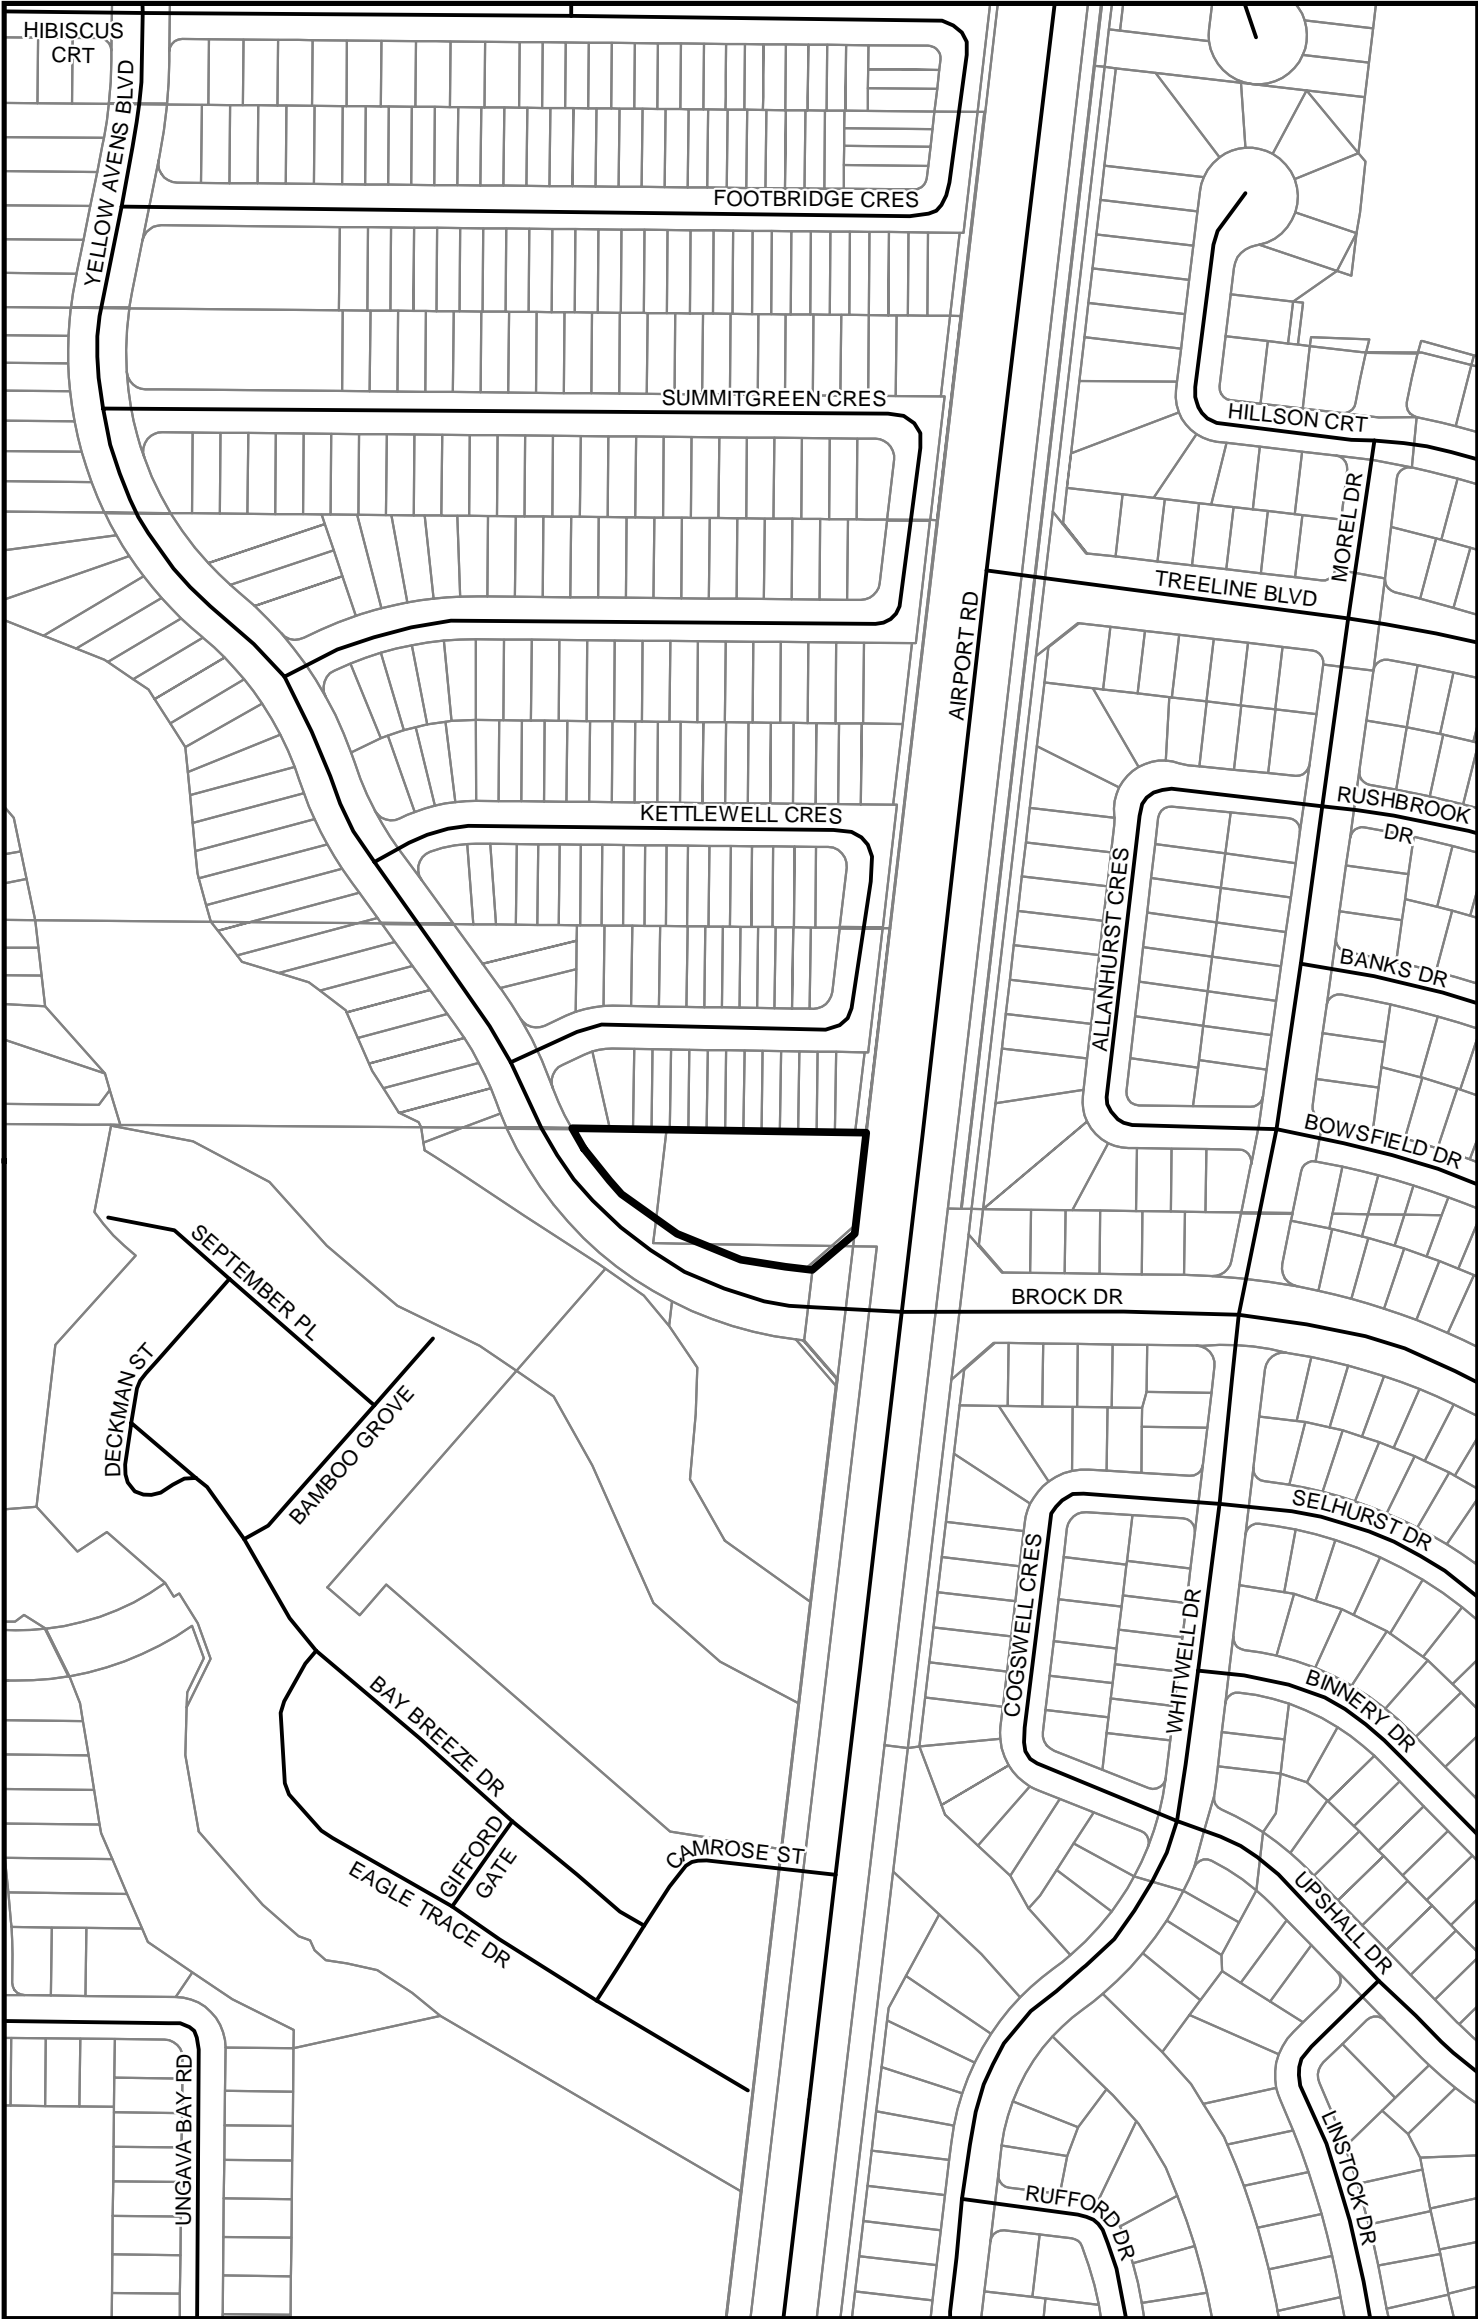 HIBISCUS
CRT
YELLOW AVENS BLVD
FOOTBRIDGE CRES
SUMMITGREEN CRES
HILLSON CRT
MOREL DR
TREELINE BLVD
AIRPORT RD
KETTLEWELL CRES
RUSHBROOK
DR
ALLANHURST CRES
BANKS DR
BOWSFIELD DR
SEPTEMBER PL
BROCK DR
DECKMAN ST
BAMBOO GROVE
SELHURST DR
COGSWELL CRES
WHITWELL DR
BINNERY DR
BAY BREEZE DR
GIFFORD
GATE
CAMROSE ST
EAGLE TRACE DR
UPSHALL DR
UNGAVA BAY RD
LINSTOCK DR
RUFFORD DR